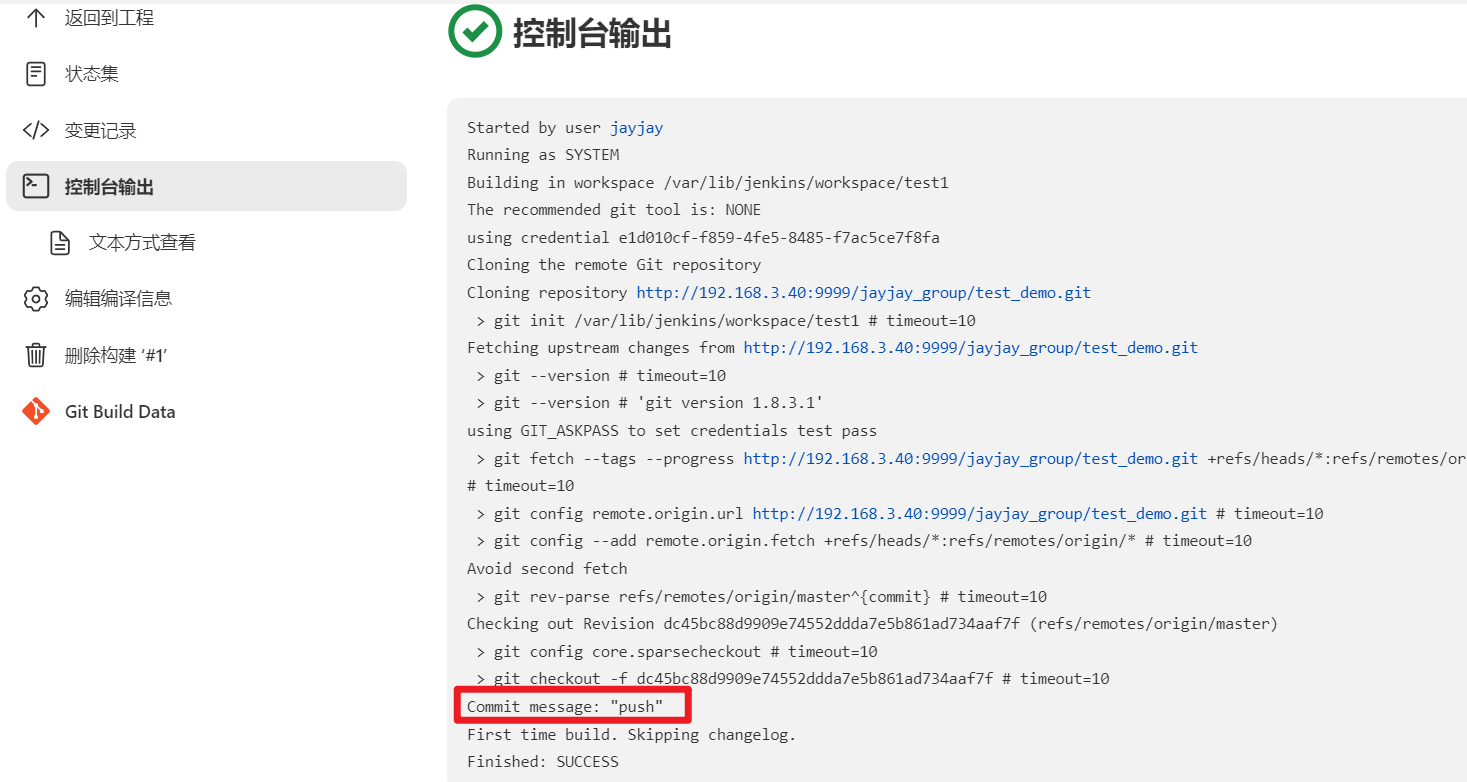 返回到工程
状态集
变更记录
控制台输出
文本方式查看
编辑编译信息
删除构建 ‘#1’
Git Build Data
控制台输出
Started by user jayjay
Running as SYSTEM
Building in workspace /var/lib/jenkins/workspace/test1
The recommended git tool is: NONE
using credential e1d010cf-f859-4fe5-8485-f7ac5ce7f8fa
Cloning the remote Git repository
Cloning repository http://192.168.3.40:9999/jayjay_group/test_demo.git
 > git init /var/lib/jenkins/workspace/test1 # timeout=10
Fetching upstream changes from http://192.168.3.40:9999/jayjay_group/test_demo.git
 > git --version # timeout=10
 > git --version # 'git version 1.8.3.1'
using GIT_ASKPASS to set credentials test pass
 > git fetch --tags --progress http://192.168.3.40:9999/jayjay_group/test_demo.git +refs/heads/*:refs/remotes/or
# timeout=10
 > git config remote.origin.url http://192.168.3.40:9999/jayjay_group/test_demo.git # timeout=10
 > git config --add remote.origin.fetch +refs/heads/*:refs/remotes/origin/* # timeout=10
Avoid second fetch
 > git rev-parse refs/remotes/origin/master^{commit} # timeout=10
Checking out Revision dc45bc88d9909e74552ddda7e5b861ad734aaf7f (refs/remotes/origin/master)
 > git config core.sparsecheckout # timeout=10
 > git checkout -f dc45bc88d9909e74552ddda7e5b861ad734aaf7f # timeout=10
Commit message: "push"
First time build. Skipping changelog.
Finished: SUCCESS